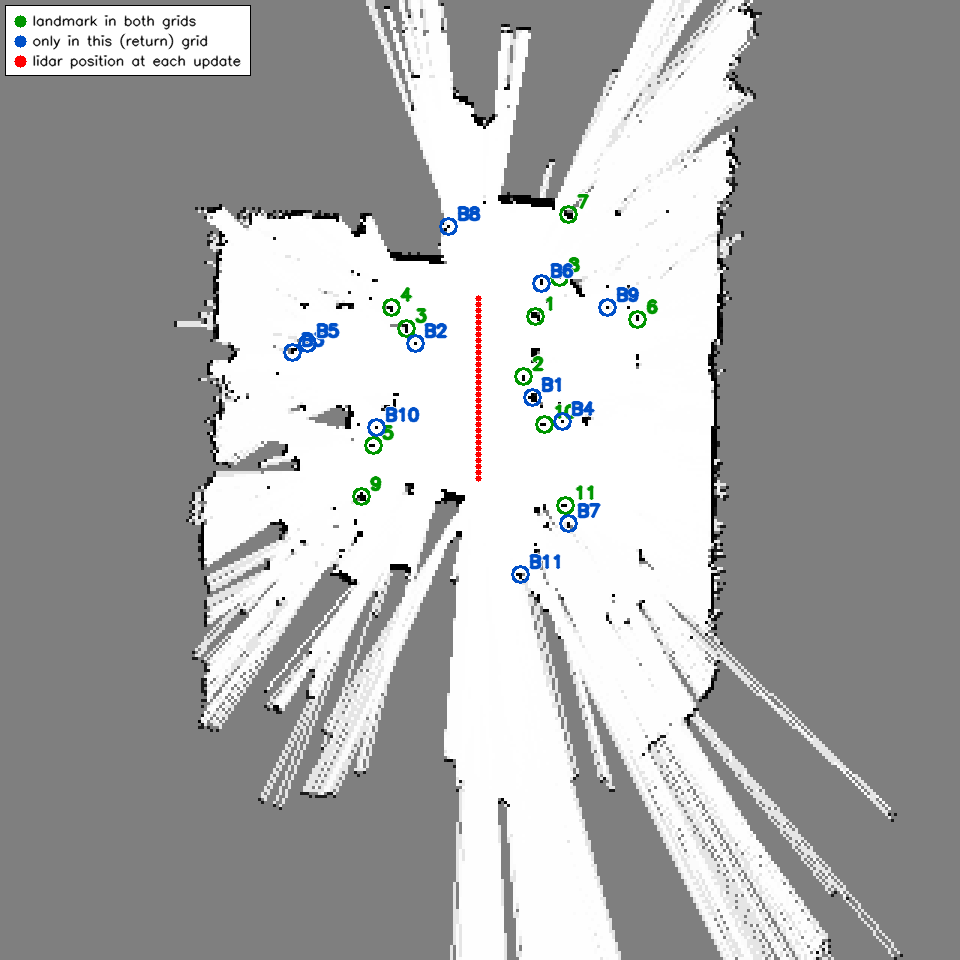 landmark in both grids
only in this (return) grid
lidar position at each update
7
B8
B6
B9
4
1
6
3
B5
B2
2
B1
B4
B10
5
9
11
B7
B11